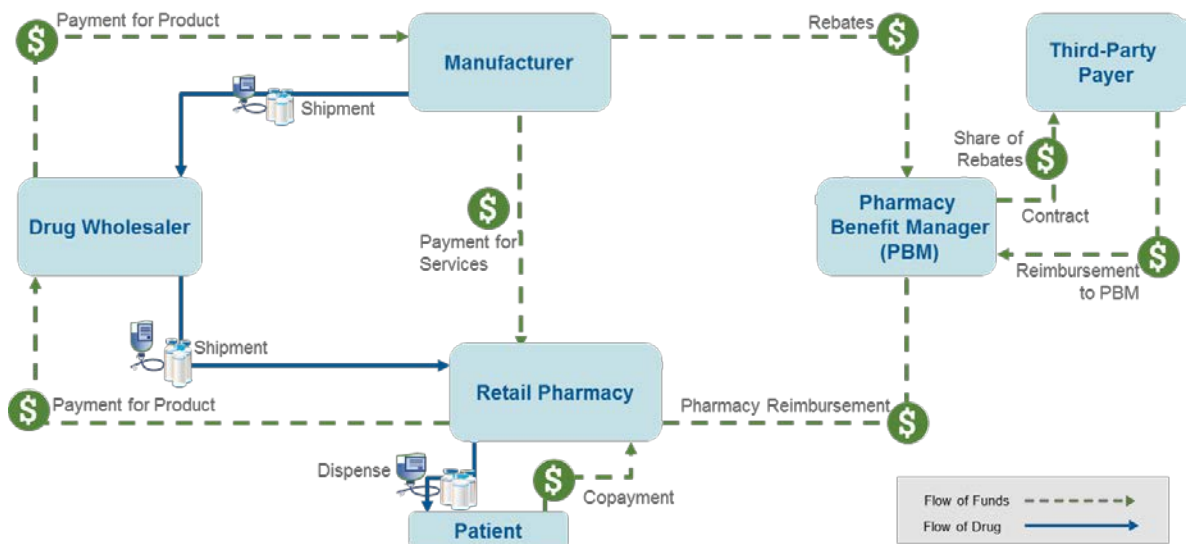 Payment for Product
Rebates
Manufacturer
Third-Party
Payer
Shipment
Share of
Rebates
Pharmacy
Benefit Manager
(PBM)
Contract
Drug Wholesaler
Payment for
Services
Reimbursement
to PBM
Shipment
Retail Pharmacy
Payment for Product
Pharmacy Reimbursement
Dispense
Copayment
Patient
Flow of Funds
Flow of Drug
$
$
$
$
$
$
$
$